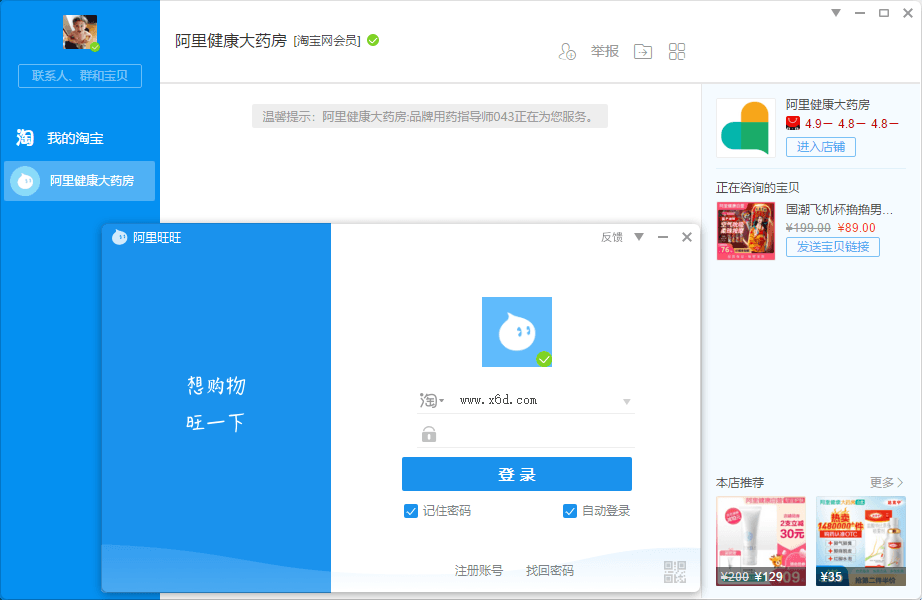 阿里健康大药房 [淘宝网会员]
联系人、群和宝贝
淘 我的淘宝
阿里健康大药房
举报
温馨提示：阿里健康大药房:品牌用药指导师043正在为您服务。
阿里健康大药房
4.9一 4.8一 4.8一
进入店铺
正在咨询的宝贝
国潮飞机杯擼擼男...
¥199.00 ¥89.00
发送宝贝链接
阿里旺旺
反馈
想购物
旺一下
淘 www.x6d.com
登 录
记住密码
自动登录
注册账号
找回密码
本店推荐
更多
2支立减
30元
¥200 ¥129
热卖
1480000+件
¥35
抢第二件半价